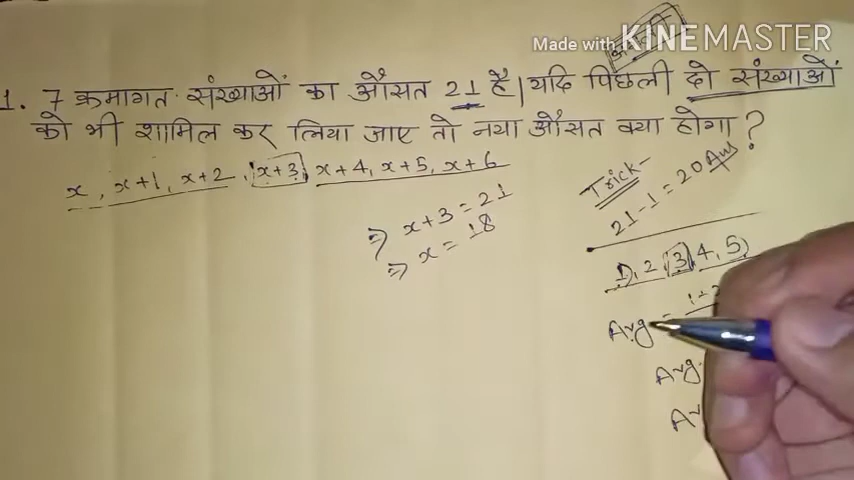 Made with KINEMASTER
1. 7 क्रमागत संख्याओं का औसत 21 है। यदि पिछली दो संख्याओं
को भी शामिल कर लिया जाए तो नया औसत क्या होगा?
x, x+1, x+2, x+3, x+4, x+5, x+6
⇒ x+3 = 21
⇒ x = 18
Trick-
21-1 = 20 Ans
1, 2, 3, 4, 5
Avg =
Avg.